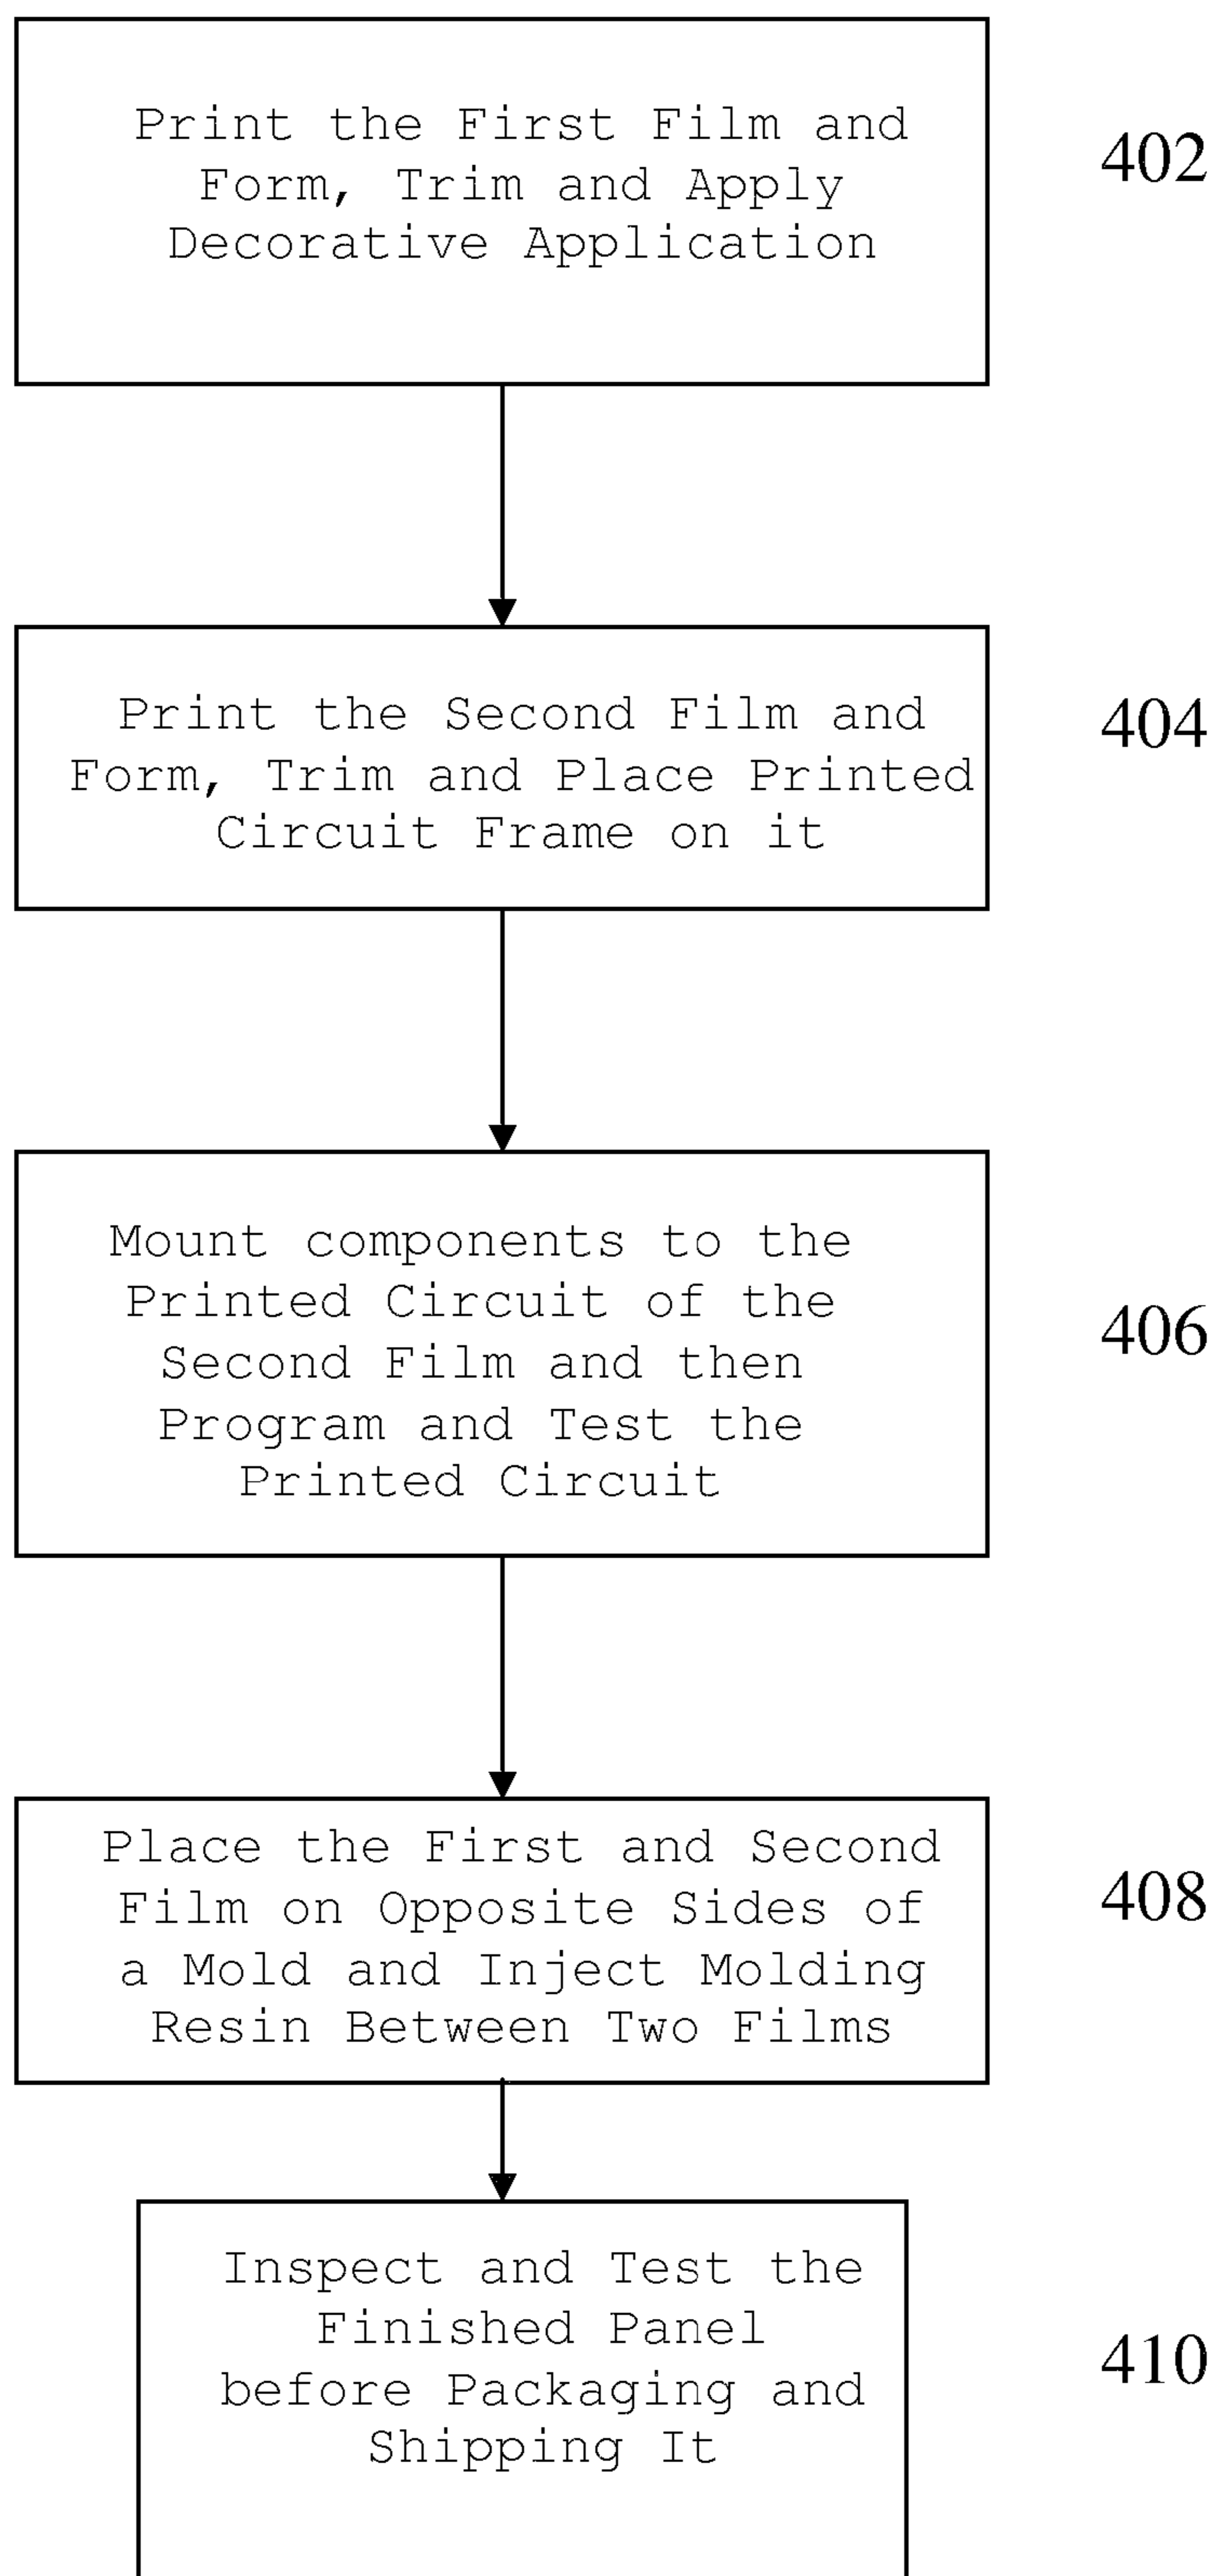 Print the First Film and
Form, Trim and Apply
Decorative Application
402
Print the Second Film and
Form, Trim and Place Printed
Circuit Frame on it
404
Mount components to the
Printed Circuit of the
Second Film and then
Program and Test the
Printed Circuit
406
Place the First and Second
Film on Opposite Sides of
a Mold and Inject Molding
Resin Between Two Films
408
Inspect and Test the
Finished Panel
before Packaging and
Shipping It
410